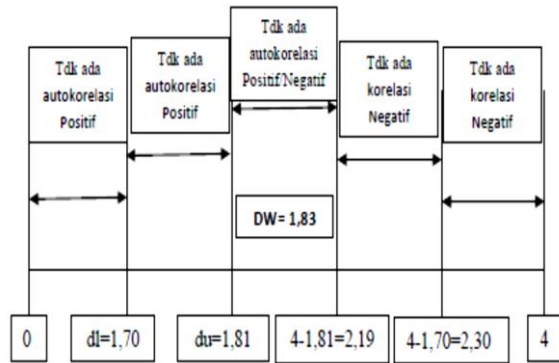 Tdk ada
autokorelasi
Positif
Tdk ada
autokorelasi
Positif
Tdk ada
autokorelasi
Positif/Negatif
Tdk ada
korelasi
Negatif
Tdk ada
korelasi
Negatif
DW= 1,83
0
dl=1,70
du=1,81
4-1,81=2,19
4-1,70=2,30
4